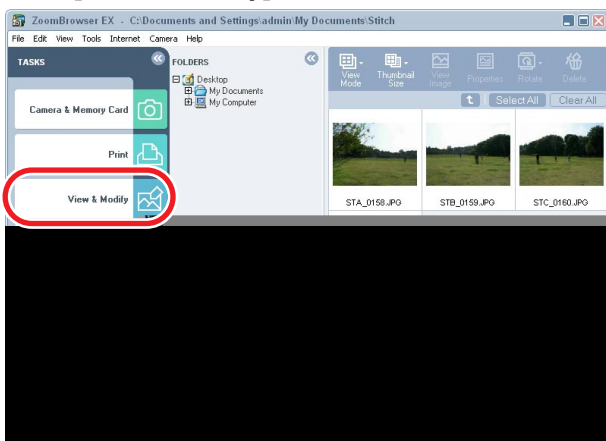 ZoomBrowser EX - C:\Documents and Settings\admin\My Documents\Stitch
File Edit View Tools Internet Camera Help
TASKS
Camera & Memory Card
Print
View & Modify
FOLDERS
Desktop
My Documents
My Computer
View Mode
Thumbnail Size
View Image
Properties
Rotate
Delete
Select All
Clear All
STA_0158.JPG
STB_0159.JPG
STC_0160.JPG